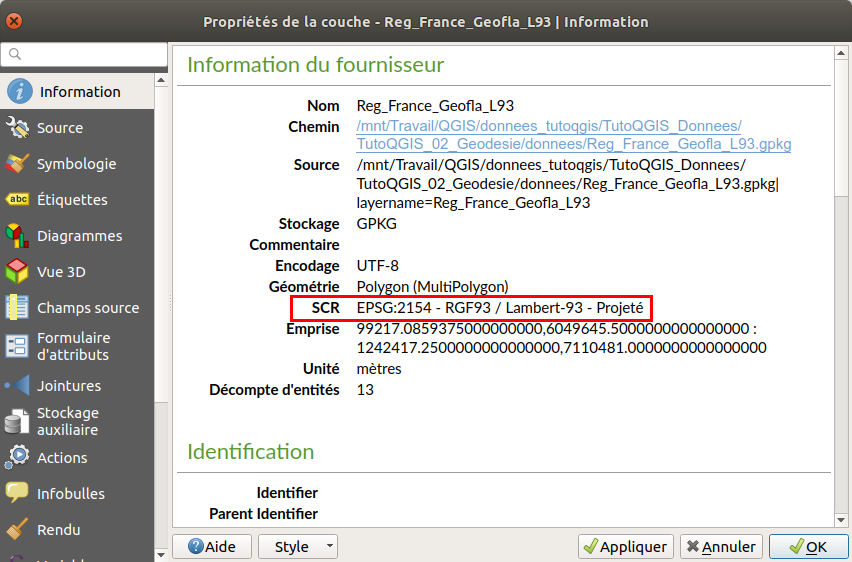 Propriétés de la couche - Reg_France_Geofla_L93 | Information
Information
Source
Symbologie
abc Étiquettes
Diagrammes
Vue 3D
Champs source
Formulaire
d'attributs
Jointures
Stockage
auxiliaire
Actions
Infobulles
Rendu
Information du fournisseur
Nom Reg_France_Geofla_L93
Chemin /mnt/Travail/QGIS/donnees_tutoqgis/TutoQGIS_Donnees/
TutoQGIS_02_Geodesie/donnees/Reg_France_Geofla_L93.gpkg
Source /mnt/Travail/QGIS/donnees_tutoqgis/TutoQGIS_Donnees/
TutoQGIS_02_Geodesie/donnees/Reg_France_Geofla_L93.gpkg|
layername=Reg_France_Geofla_L93
Stockage GPKG
Commentaire
Encodage UTF-8
Géométrie Polygon (MultiPolygon)
SCR EPSG:2154 - RGF93 / Lambert-93 - Projeté
Emprise 99217.0859375000000000,6049645.5000000000000000 :
1242417.2500000000000000,7110481.0000000000000000
Unité mètres
Décompte d'entités 13
Identification
Identifier
Parent Identifier
Aide
Style
Appliquer
Annuler
OK